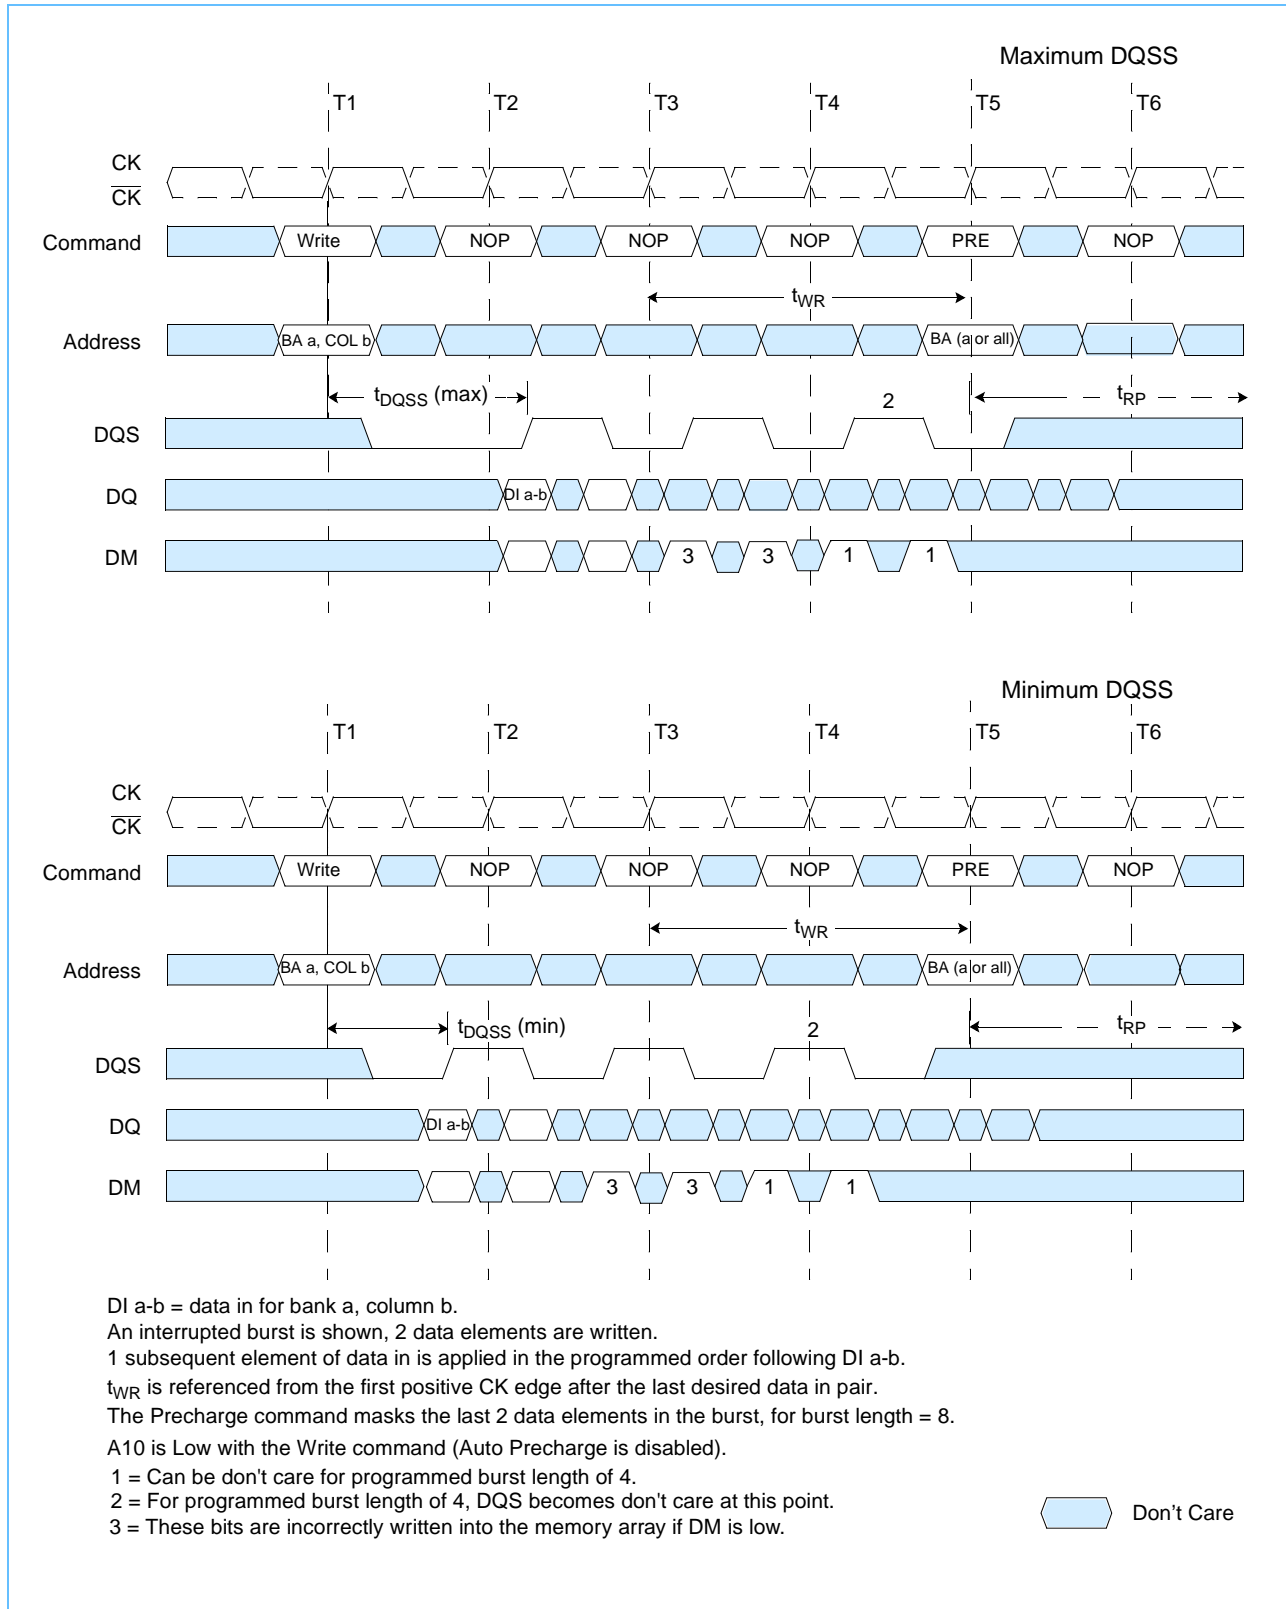 Maximum DQSS
T1 T2 T3 T4 T5 T6
CK
CK
Command Write NOP NOP NOP PRE NOP
tWR
Address BA a, COL b BA (a or all)
tDQSS (max) 2 tRP
DQS
DQ DI a-b
DM 3 3 1 1
Minimum DQSS
T1 T2 T3 T4 T5 T6
CK
CK
Command Write NOP NOP NOP PRE NOP
tWR
Address BA a, COL b BA (a or all)
tDQSS (min) 2 tRP
DQS
DQ DI a-b
DM 3 3 1 1
DI a-b = data in for bank a, column b.
An interrupted burst is shown, 2 data elements are written.
1 subsequent element of data in is applied in the programmed order following DI a-b.
tWR is referenced from the first positive CK edge after the last desired data in pair.
The Precharge command masks the last 2 data elements in the burst, for burst length = 8.
A10 is Low with the Write command (Auto Precharge is disabled).
1 = Can be don't care for programmed burst length of 4.
2 = For programmed burst length of 4, DQS becomes don't care at this point.
3 = These bits are incorrectly written into the memory array if DM is low.
Don't Care